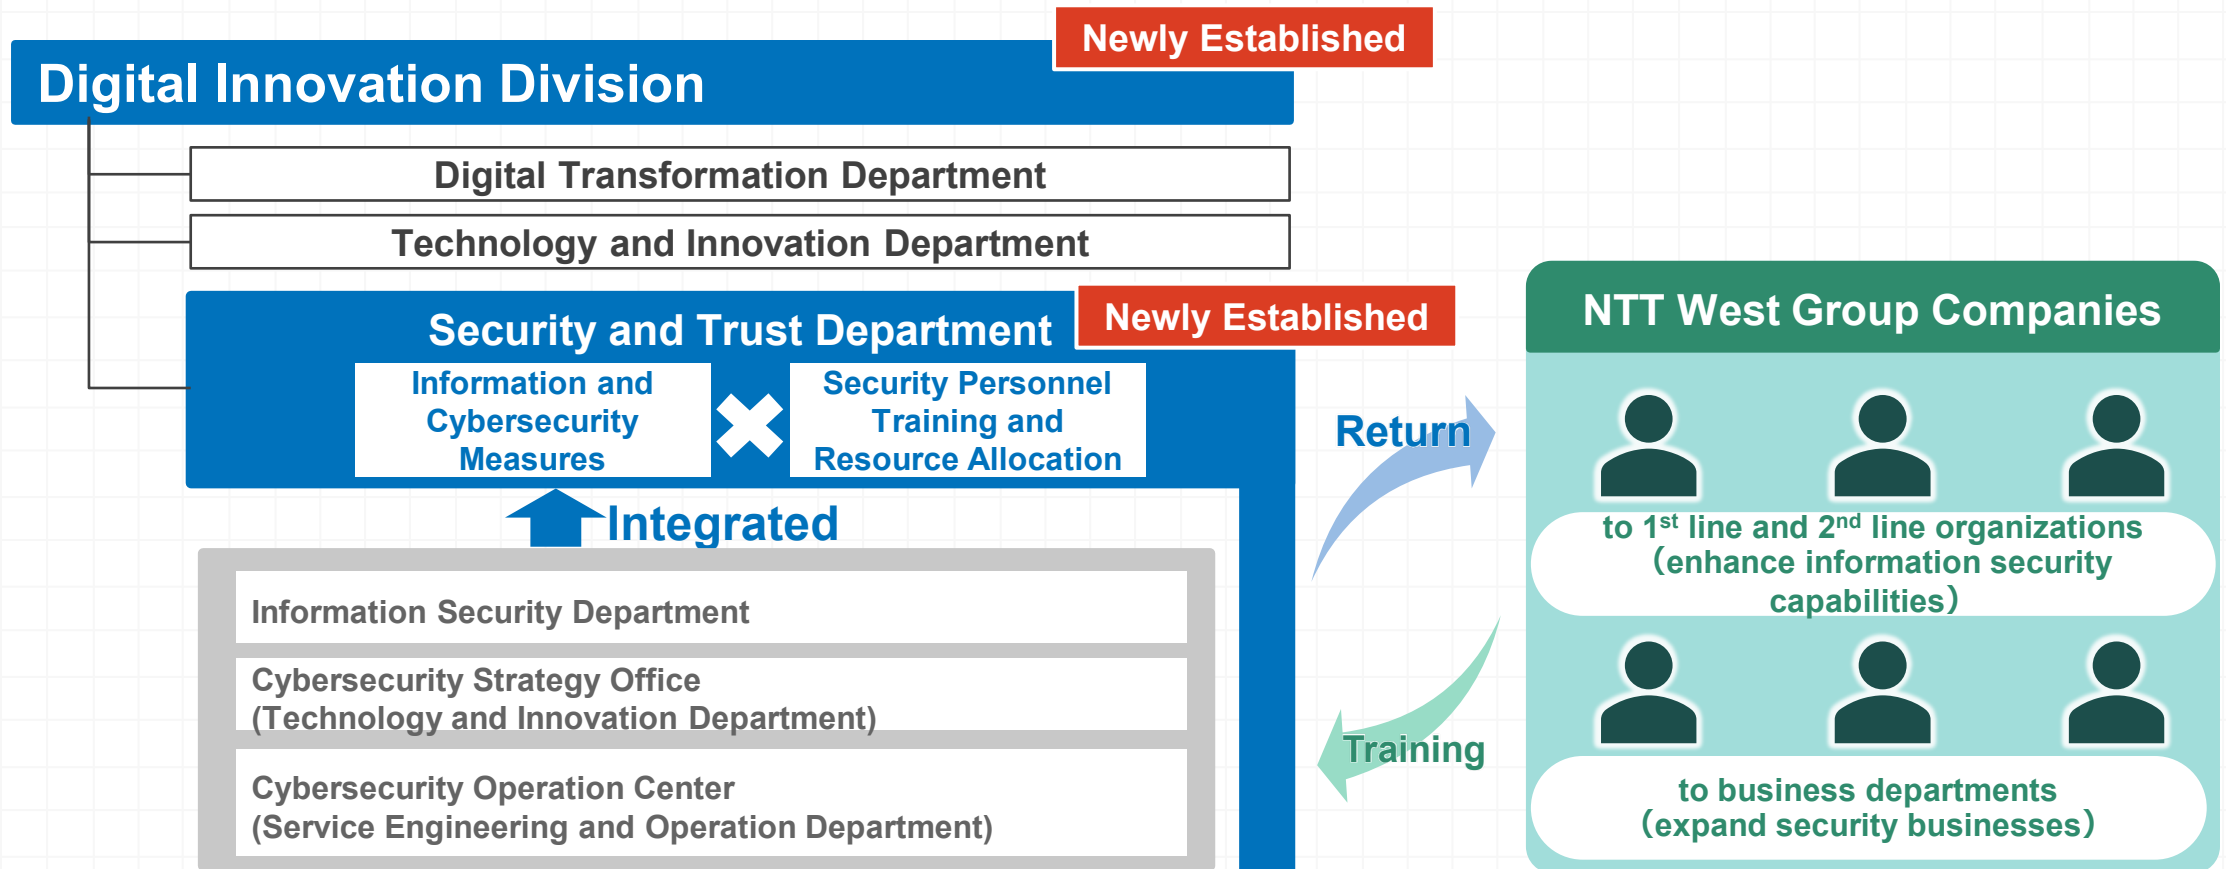 Newly Established
Digital Innovation Division
Digital Transformation Department
Technology and Innovation Department
Security and Trust Department
Newly Established
Information and
Cybersecurity
Measures
Security Personnel
Training and
Resource Allocation
Integrated
Information Security Department
Cybersecurity Strategy Office
(Technology and Innovation Department)
Cybersecurity Operation Center
(Service Engineering and Operation Department)
Return
Training
NTT West Group Companies
to 1st line and 2nd line organizations
（enhance information security
capabilities）
to business departments
（expand security businesses）